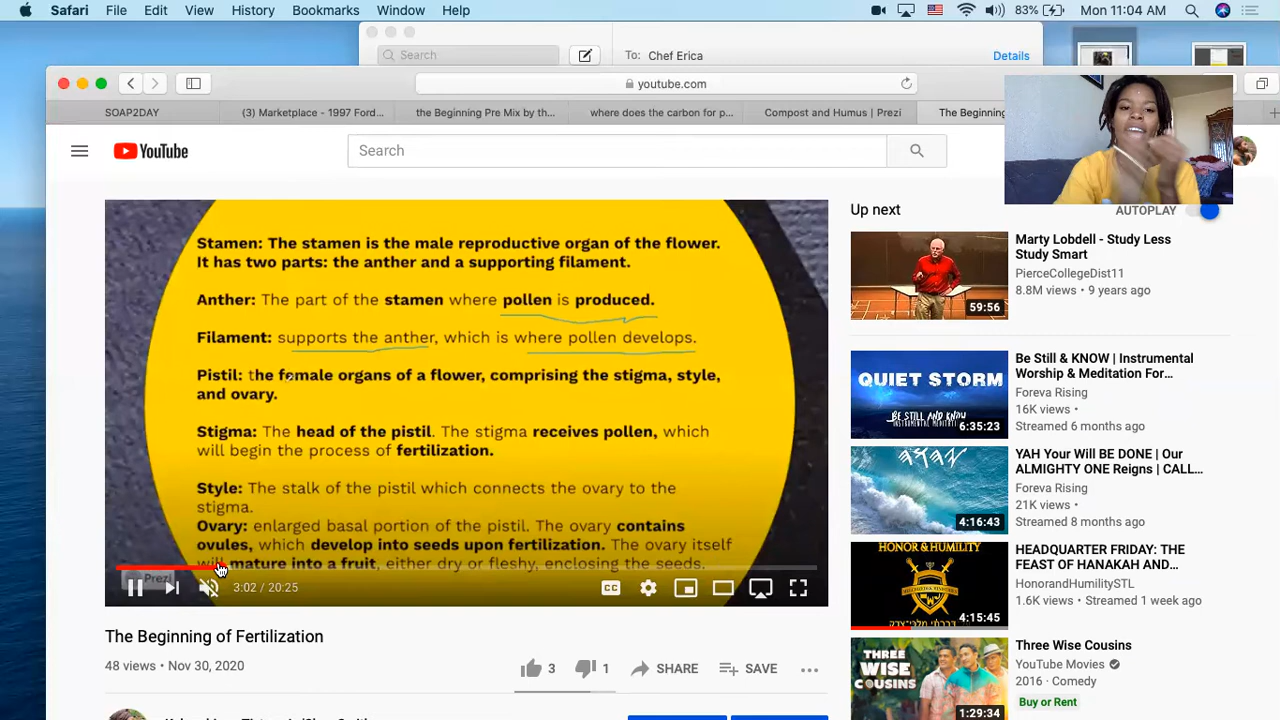 Safari File Edit View History Bookmarks Window Help 83% Mon 11:04 AM
Search To: Chef Erica Details
youtube.com
SOAP2DAY (3) Marketplace - 1997 Ford... the Beginning Pre Mix by th... where does the carbon for p... Compost and Humus | Prezi The Beginning
YouTube Search
Stamen: The stamen is the male reproductive organ of the flower.
It has two parts: the anther and a supporting filament.
Anther: The part of the stamen where pollen is produced.
Filament: supports the anther, which is where pollen develops.
Pistil: the female organs of a flower, comprising the stigma, style,
and ovary.
Stigma: The head of the pistil. The stigma receives pollen, which
will begin the process of fertilization.
Style: The stalk of the pistil which connects the ovary to the
stigma.
Ovary: enlarged basal portion of the pistil. The ovary contains
ovules, which develop into seeds upon fertilization. The ovary itself
will mature into a fruit, either dry or fleshy, enclosing the seeds.
Prezi
3:02 / 20:25 CC
The Beginning of Fertilization
48 views • Nov 30, 2020 3 1 SHARE SAVE
Up next AUTOPLAY
Marty Lobdell - Study Less
Study Smart
PierceCollegeDist11
8.8M views • 9 years ago
59:56
Be Still & KNOW | Instrumental
Worship & Meditation For…
Foreva Rising
16K views •
Streamed 6 months ago
QUIET STORM
BE STILL AND KNOW
6:35:23
YAH Your Will BE DONE | Our
ALMIGHTY ONE Reigns | CALL…
Foreva Rising
21K views •
Streamed 8 months ago
4:16:43
HEADQUARTER FRIDAY: THE
FEAST OF HANAKAH AND…
HonorandHumilitySTL
1.6K views • Streamed 1 week ago
HONOR & HUMILITY
4:15:45
Three Wise Cousins
YouTube Movies
2016 • Comedy
Buy or Rent
THREE
WISE
COUSINS
1:29:34